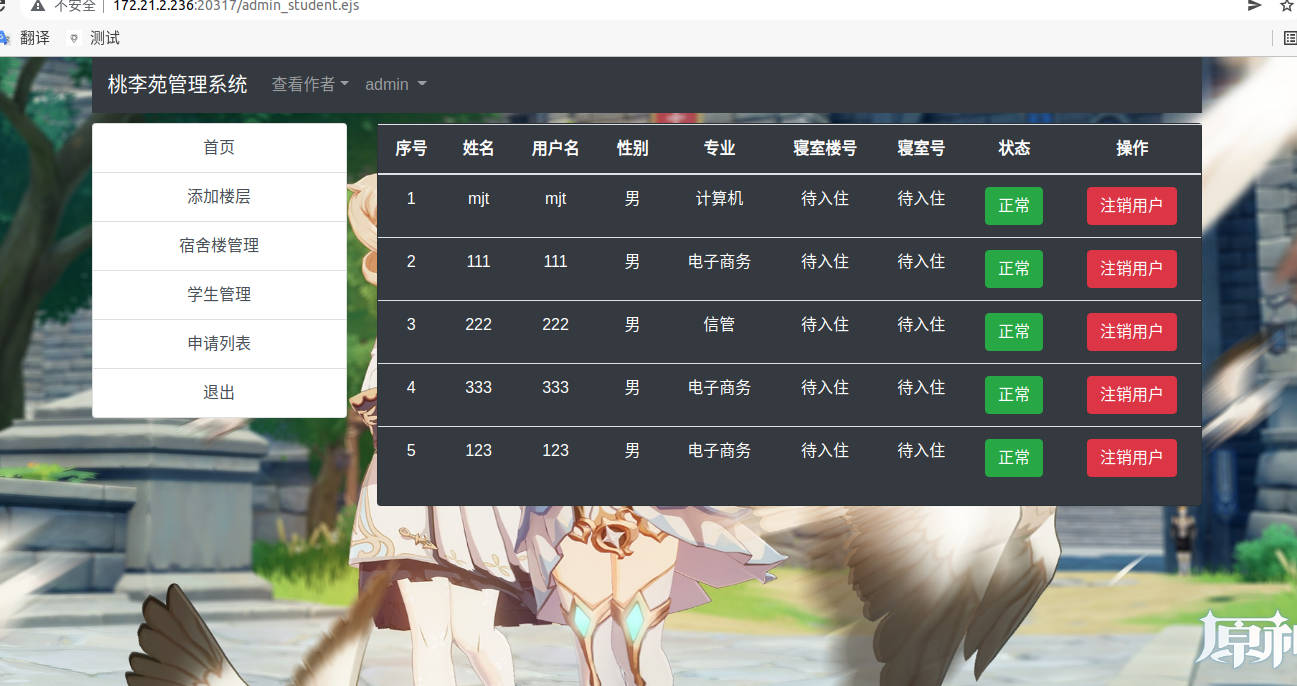 不安全 172.21.2.236:20317/admin_student.ejs
翻译 测试
桃李苑管理系统 查看作者 admin
首页
添加楼层
宿舍楼管理
学生管理
申请列表
退出
序号 姓名 用户名 性别 专业 寝室楼号 寝室号 状态 操作
1 mjt mjt 男 计算机 待入住 待入住 正常 注销用户
2 111 111 男 电子商务 待入住 待入住 正常 注销用户
3 222 222 男 信管 待入住 待入住 正常 注销用户
4 333 333 男 电子商务 待入住 待入住 正常 注销用户
5 123 123 男 电子商务 待入住 待入住 正常 注销用户
原神